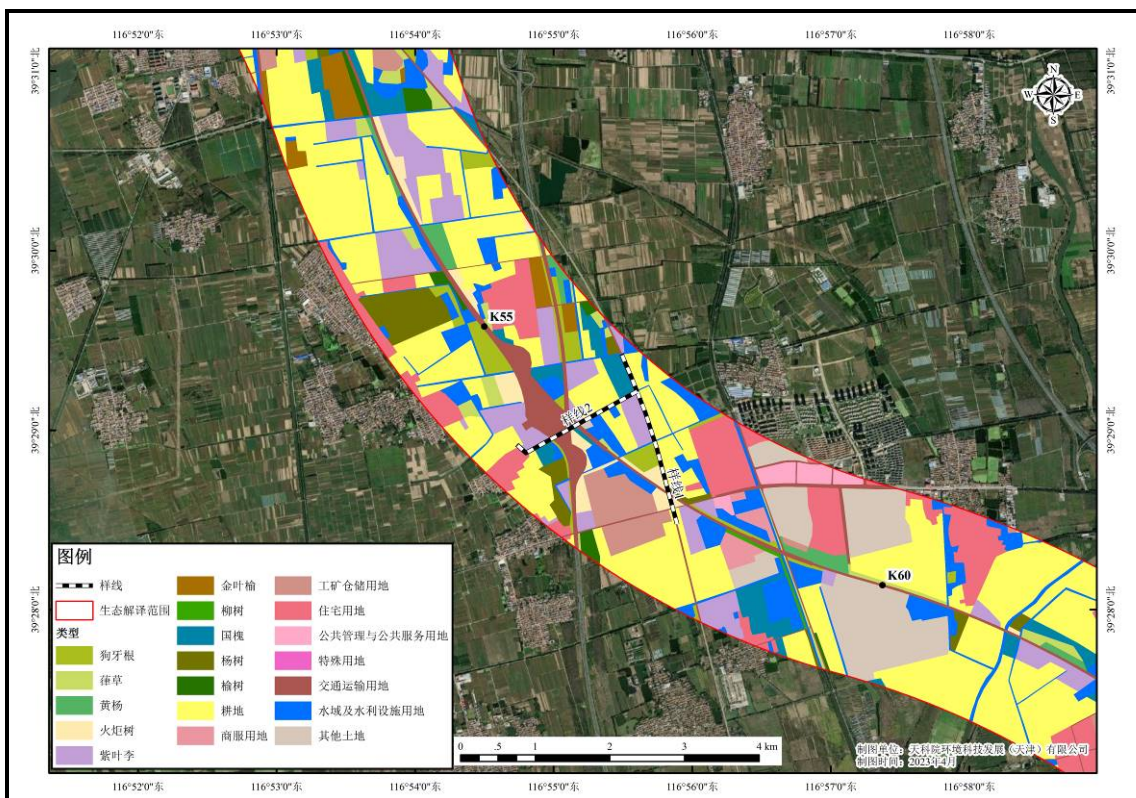 116°52'0"东 116°53'0"东 116°54'0"东 116°55'0"东 116°56'0"东 116°57'0"东 116°58'0"东
39°31'0"北 39°31'0"北
N
W E
S
39°30'0"北 39°30'0"北
K55
样线2
39°29'0"北 39°29'0"北
样线1
K60
39°28'0"北 39°28'0"北
图例
样线
生态解译范围
类型
狗牙根
葎草
黄杨
火炬树
紫叶李
金叶榆
柳树
国槐
杨树
榆树
耕地
商服用地
工矿仓储用地
住宅用地
公共管理与公共服务用地
特殊用地
交通运输用地
水域及水利设施用地
其他土地
0 .5 1 2 3 4 km
制图单位:天科院环境科技发展(天津)有限公司
制图时间:2023年4月
116°52'0"东 116°53'0"东 116°54'0"东 116°55'0"东 116°56'0"东 116°57'0"东 116°58'0"东